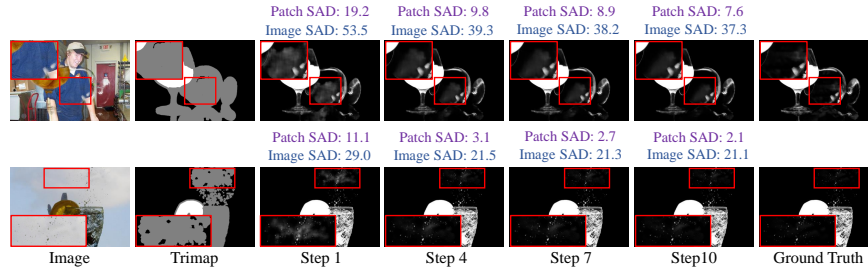 Patch SAD: 19.2 Patch SAD: 9.8 Patch SAD: 8.9 Patch SAD: 7.6
Image SAD: 53.5 Image SAD: 39.3 Image SAD: 38.2 Image SAD: 37.3
Patch SAD: 11.1 Patch SAD: 3.1 Patch SAD: 2.7 Patch SAD: 2.1
Image SAD: 29.0 Image SAD: 21.5 Image SAD: 21.3 Image SAD: 21.1
Image Trimap Step 1 Step 4 Step 7 Step10 Ground Truth